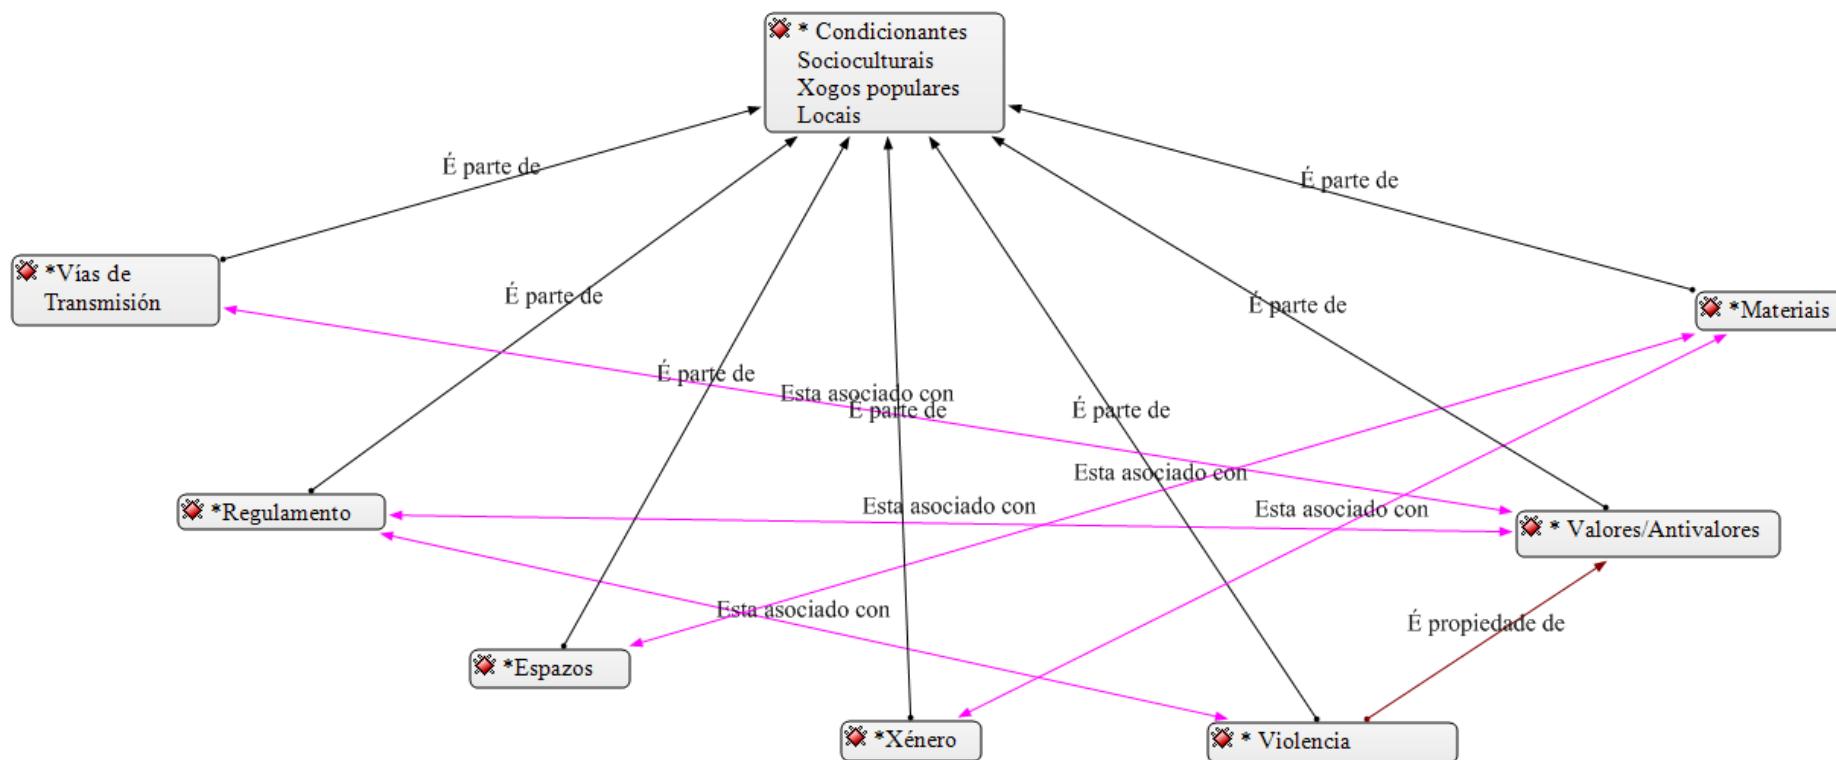 * Condicionantes
Socioculturais
Xogos populares
Locais
É parte de
É parte de
*Vías de
Transmisión
É parte de
É parte de
*Materiais
É parte de
Esta asociado con
É parte de
É parte de
Esta asociado con
*Regulamento
Esta asociado con
Esta asociado con
* Valores/Antivalores
Esta asociado con
É propiedade de
*Espazos
*Xénero
* Violencia